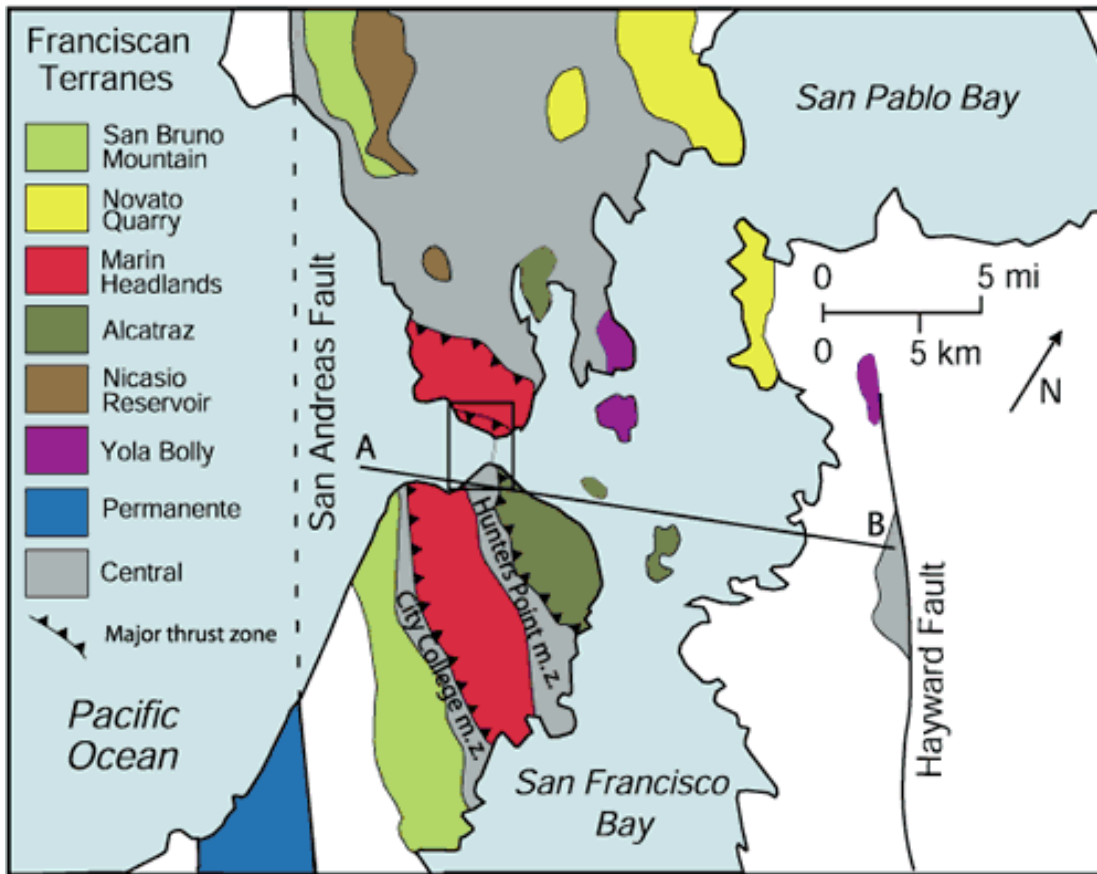 Franciscan
Terranes
San Bruno
Mountain
Novato
Quarry
Marin
Headlands
Alcatraz
Nicasio
Reservoir
Yola Bolly
Permanente
Central
Major thrust zone
Pacific
Ocean
San Andreas Fault
A
City College m.z.
Hunters Point m.z.
San Francisco
Bay
San Pablo Bay
0
5 mi
0
5 km
N
B
Hayward Fault